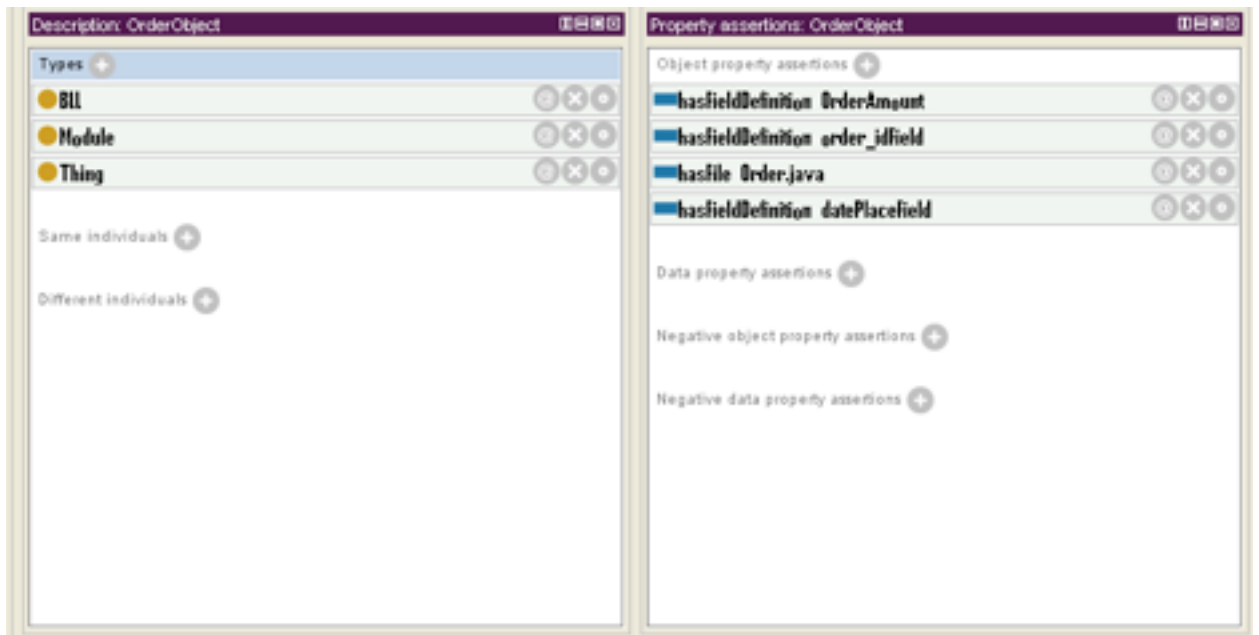 Description: OrderObject
Types
Bll
Module
Thing
Same individuals
Different individuals
Property assertions: OrderObject
Object property assertions
hasFieldDefinition OrderAmount
hasFieldDefinition order_idField
hasFile Order.java
hasFieldDefinition datePlaceField
Data property assertions
Negative object property assertions
Negative data property assertions